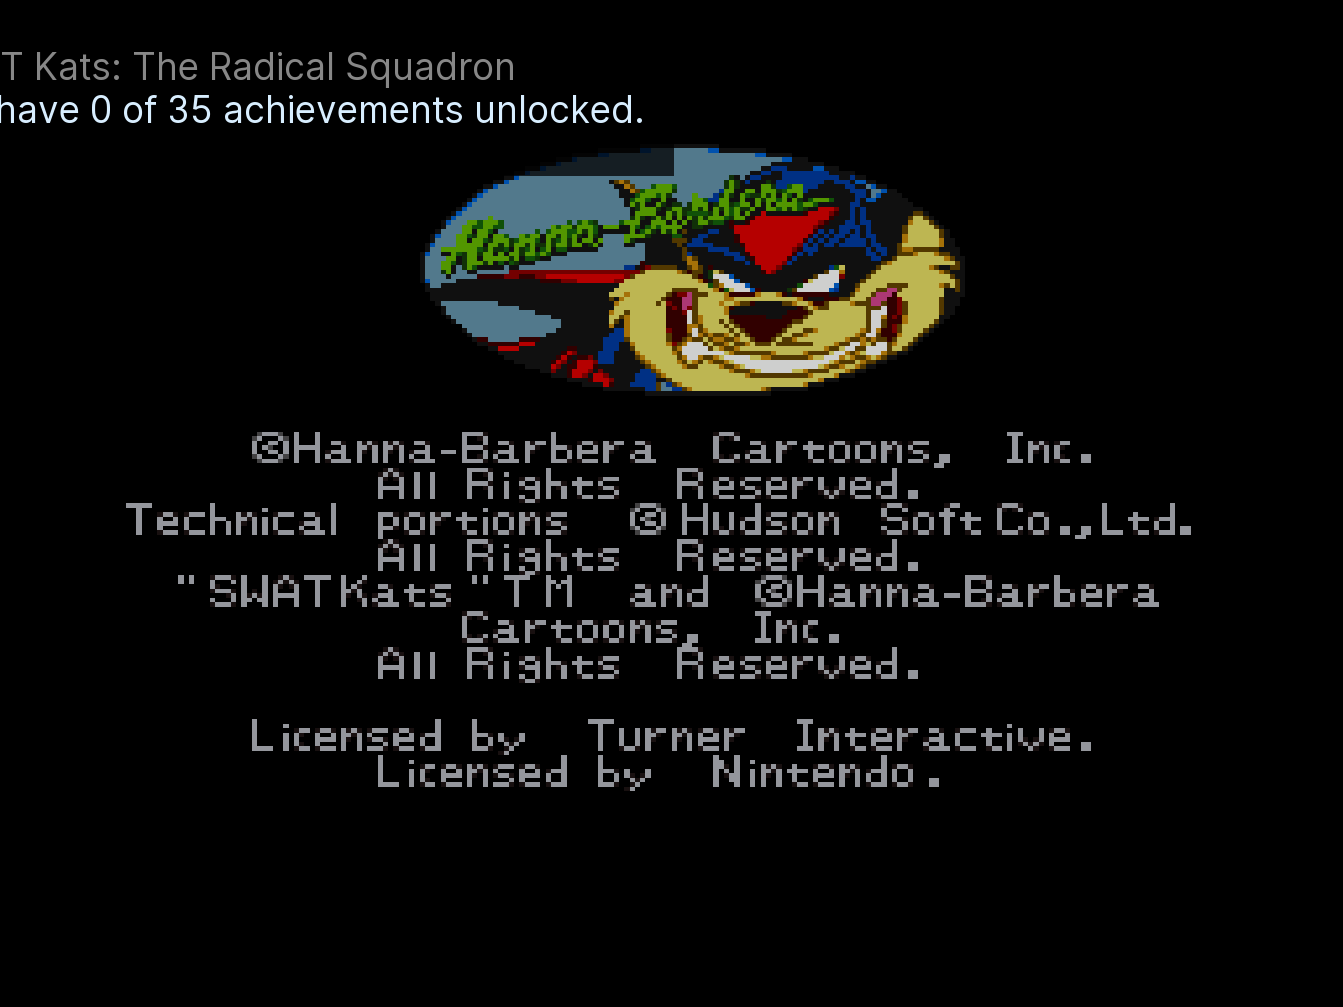 T Kats: The Radical Squadron
have 0 of 35 achievements unlocked.
Hanna-Barbera
©Hanna-Barbera Cartoons, Inc.
All Rights Reserved.
Technical portions © Hudson Soft Co.,Ltd.
All Rights Reserved.
"SWATKats"TM and ©Hanna-Barbera
Cartoons, Inc.
All Rights Reserved.
Licensed by Turner Interactive.
Licensed by Nintendo.